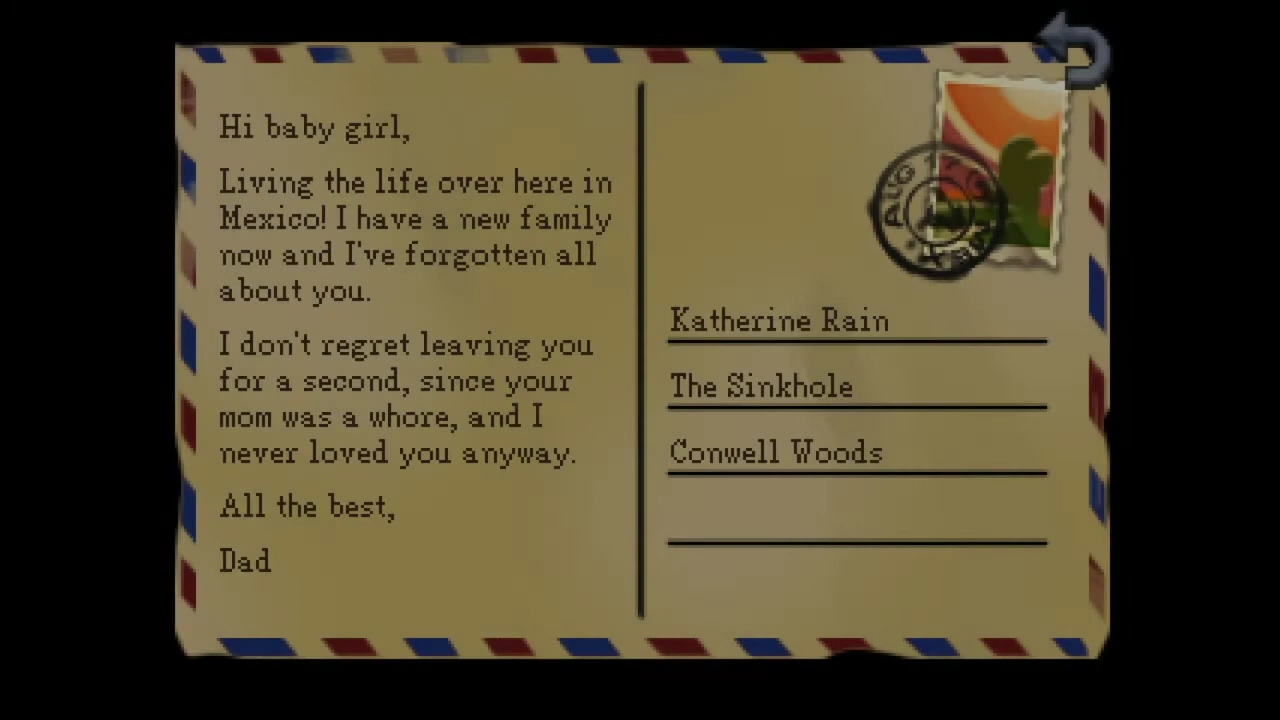 Hi baby girl,
Living the life over here in
Mexico! I have a new family
now and I've forgotten all
about you.
I don't regret leaving you
for a second, since your
mom was a whore, and I
never loved you anyway.
All the best,
Dad
AUG
Katherine Rain
The Sinkhole
Conwell Woods